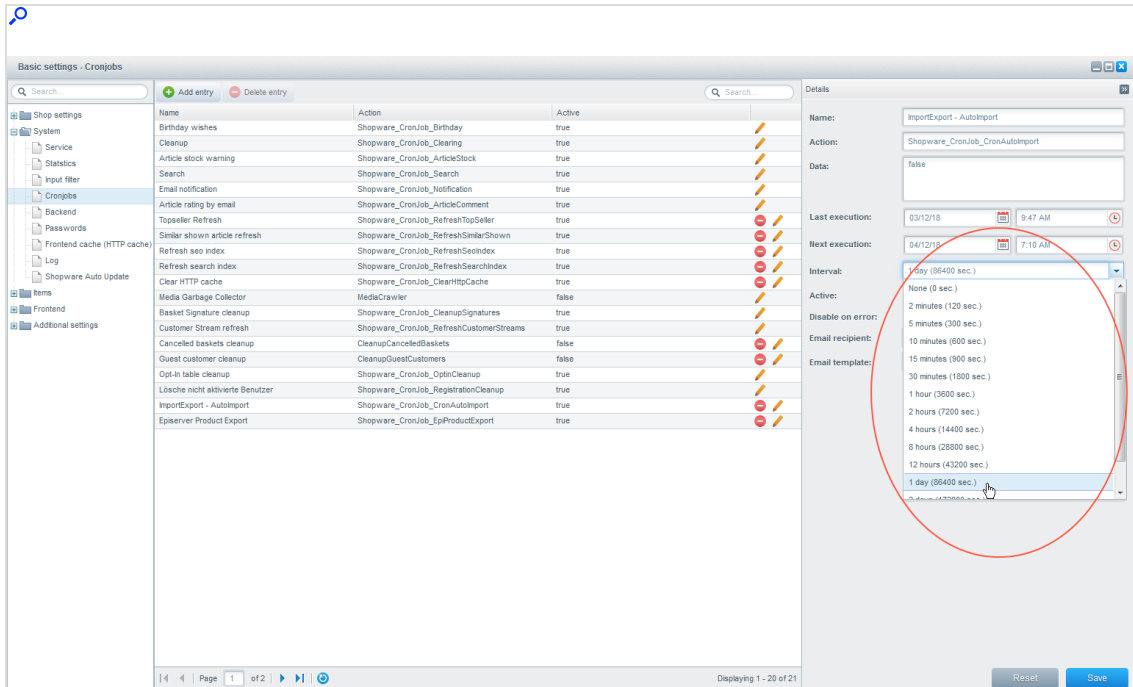 Basic settings - Cronjobs
Search...
Shop settings
System
Service
Statistics
Input filter
Cronjobs
Backend
Passwords
Frontend cache (HTTP cache)
Log
Shopware Auto Update
Items
Frontend
Additional settings
Add entry Delete entry Search...
Name Action Active
Birthday wishes Shopware_CronJob_Birthday true
Cleanup Shopware_CronJob_Clearing true
Article stock warning Shopware_CronJob_ArticleStock true
Search Shopware_CronJob_Search true
Email notification Shopware_CronJob_Notification true
Article rating by email Shopware_CronJob_ArticleComment true
Topseller Refresh Shopware_CronJob_RefreshTopSeller true
Similar shown article refresh Shopware_CronJob_RefreshSimilarShown true
Refresh seo index Shopware_CronJob_RefreshSeoIndex true
Refresh search index Shopware_CronJob_RefreshSearchIndex true
Clear HTTP cache Shopware_CronJob_ClearHttpCache true
Media Garbage Collector MediaCrawler false
Basket Signature cleanup Shopware_CronJob_CleanupSignatures true
Customer Stream refresh Shopware_CronJob_RefreshCustomerStreams true
Cancelled baskets cleanup CleanupCancelledBaskets false
Guest customer cleanup CleanupGuestCustomers false
Opt-In table cleanup Shopware_CronJob_OptinCleanup true
Lösche nicht aktivierte Benutzer Shopware_CronJob_RegistrationCleanup true
ImportExport - AutoImport Shopware_CronJob_CronAutoImport true
Episerver Product Export Shopware_CronJob_EpiProductExport true
Page 1 of 2 Displaying 1 - 20 of 21
Details
Name: ImportExport - AutoImport
Action: Shopware_CronJob_CronAutoImport
Data: false
Last execution: 03/12/18 9:47 AM
Next execution: 04/12/18 7:10 AM
Interval: 1 day (86400 sec.)
Active:
Disable on error:
Email recipient:
Email template:
None (0 sec.)
2 minutes (120 sec.)
5 minutes (300 sec.)
10 minutes (600 sec.)
15 minutes (900 sec.)
30 minutes (1800 sec.)
1 hour (3600 sec.)
2 hours (7200 sec.)
4 hours (14400 sec.)
8 hours (28800 sec.)
12 hours (43200 sec.)
1 day (86400 sec.)
Reset Save